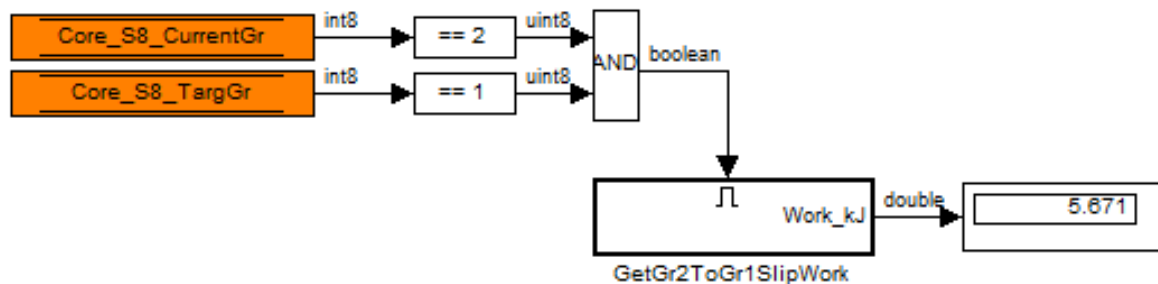 Core_S8_CurrentGr
int8
== 2
uint8
AND
boolean
Core_S8_TargGr
int8
== 1
uint8
Work_kJ
double
5.671
GetGr2ToGr1SlipWork